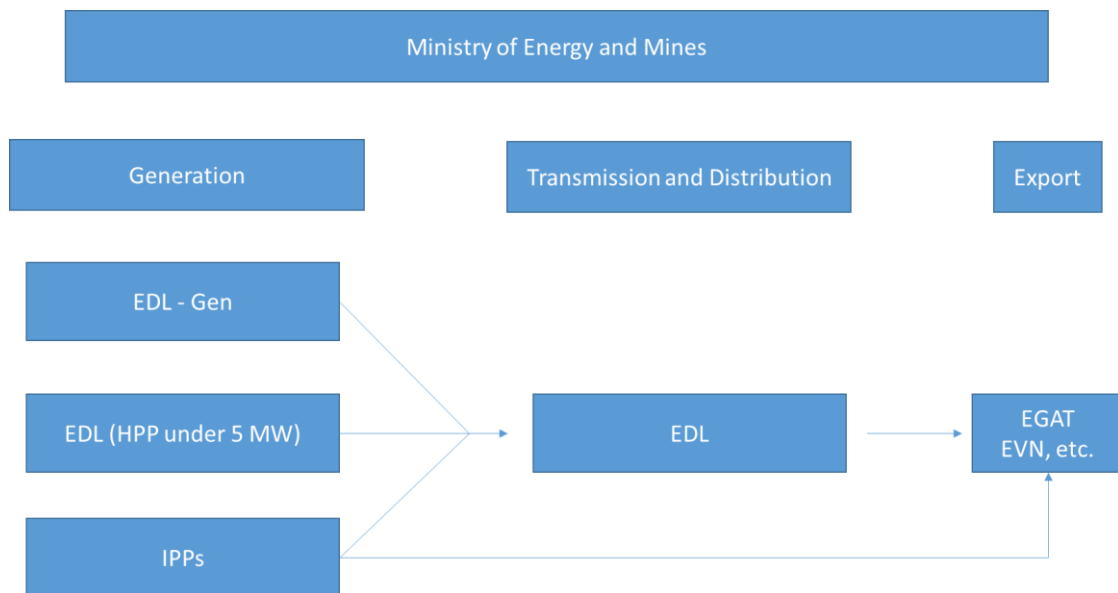 Ministry of Energy and Mines
Generation
Transmission and Distribution
Export
EDL - Gen
EDL (HPP under 5 MW)
EDL
EGAT
EVN, etc.
IPPs